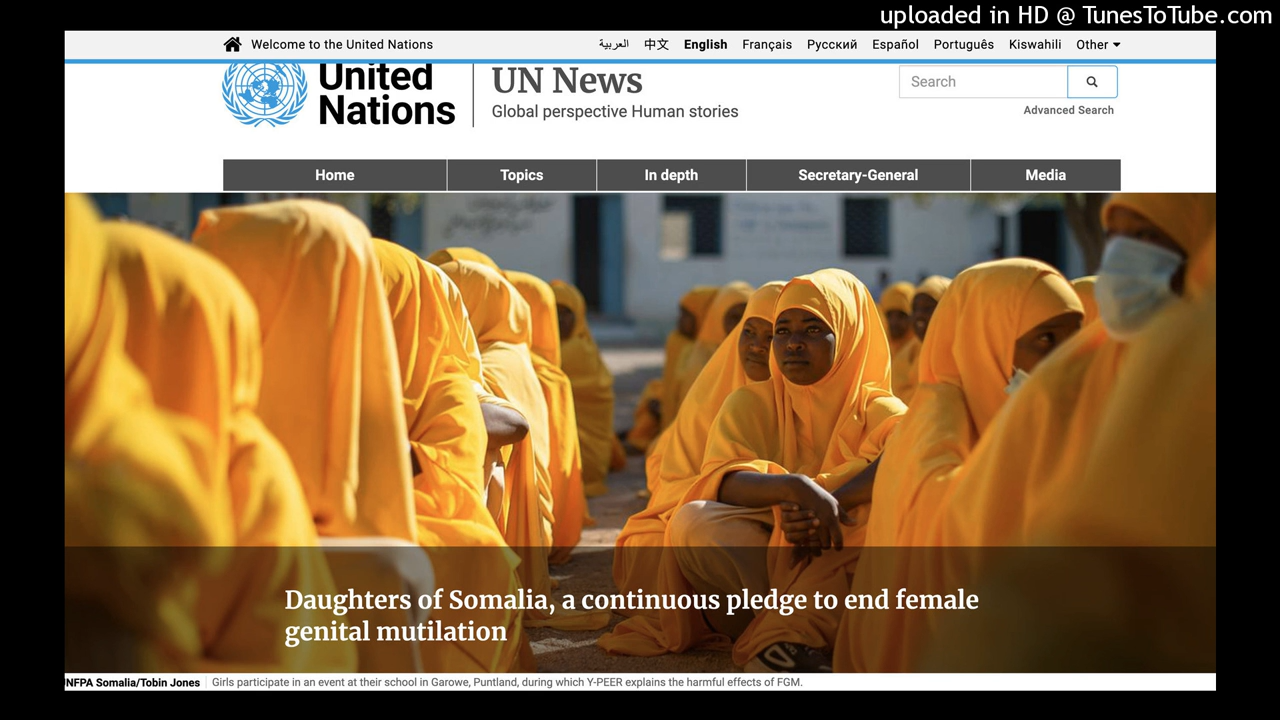 uploaded in HD @ TunesToTube.com
Welcome to the United Nations
العربية 中文 English Français Русский Español Português Kiswahili Other
United
Nations
UN News
Global perspective Human stories
Search
Advanced Search
Home Topics In depth Secretary-General Media
Daughters of Somalia, a continuous pledge to end female
genital mutilation
UNFPA Somalia/Tobin Jones Girls participate in an event at their school in Garowe, Puntland, during which Y-PEER explains the harmful effects of FGM.